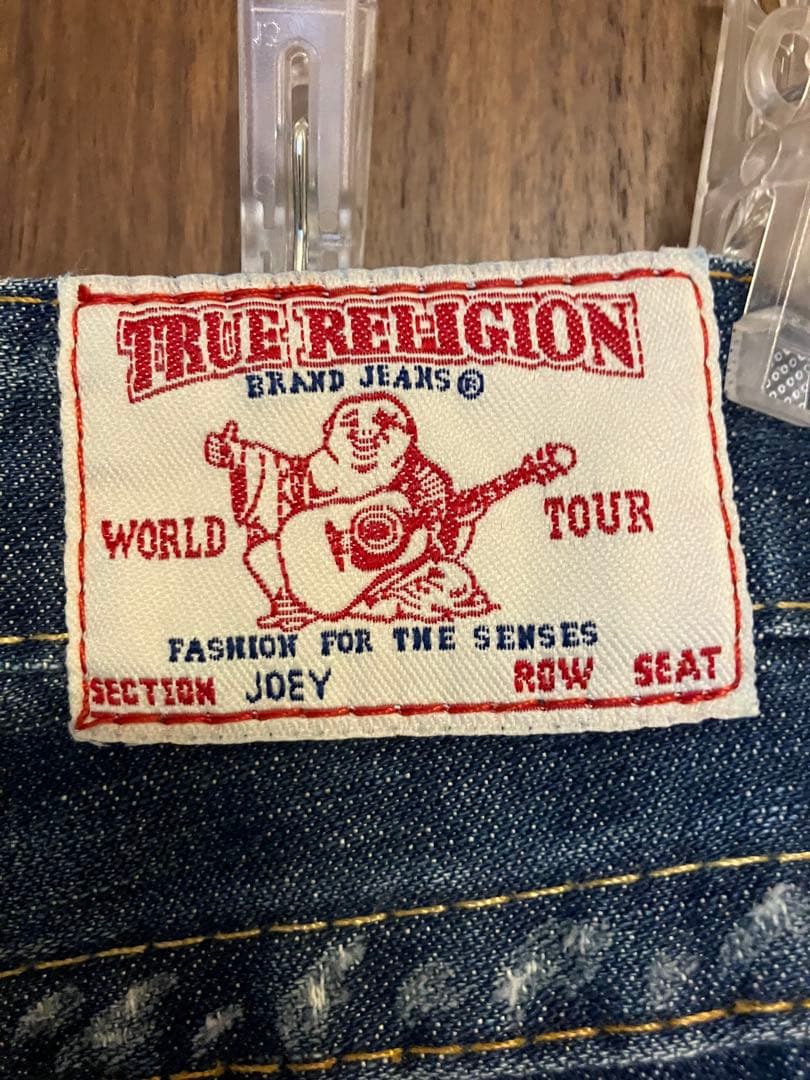 TRUE RELIGION
BRAND JEANS®
WORLD TOUR
FASHION FOR THE SENSES
SECTION JOEY ROW SEAT